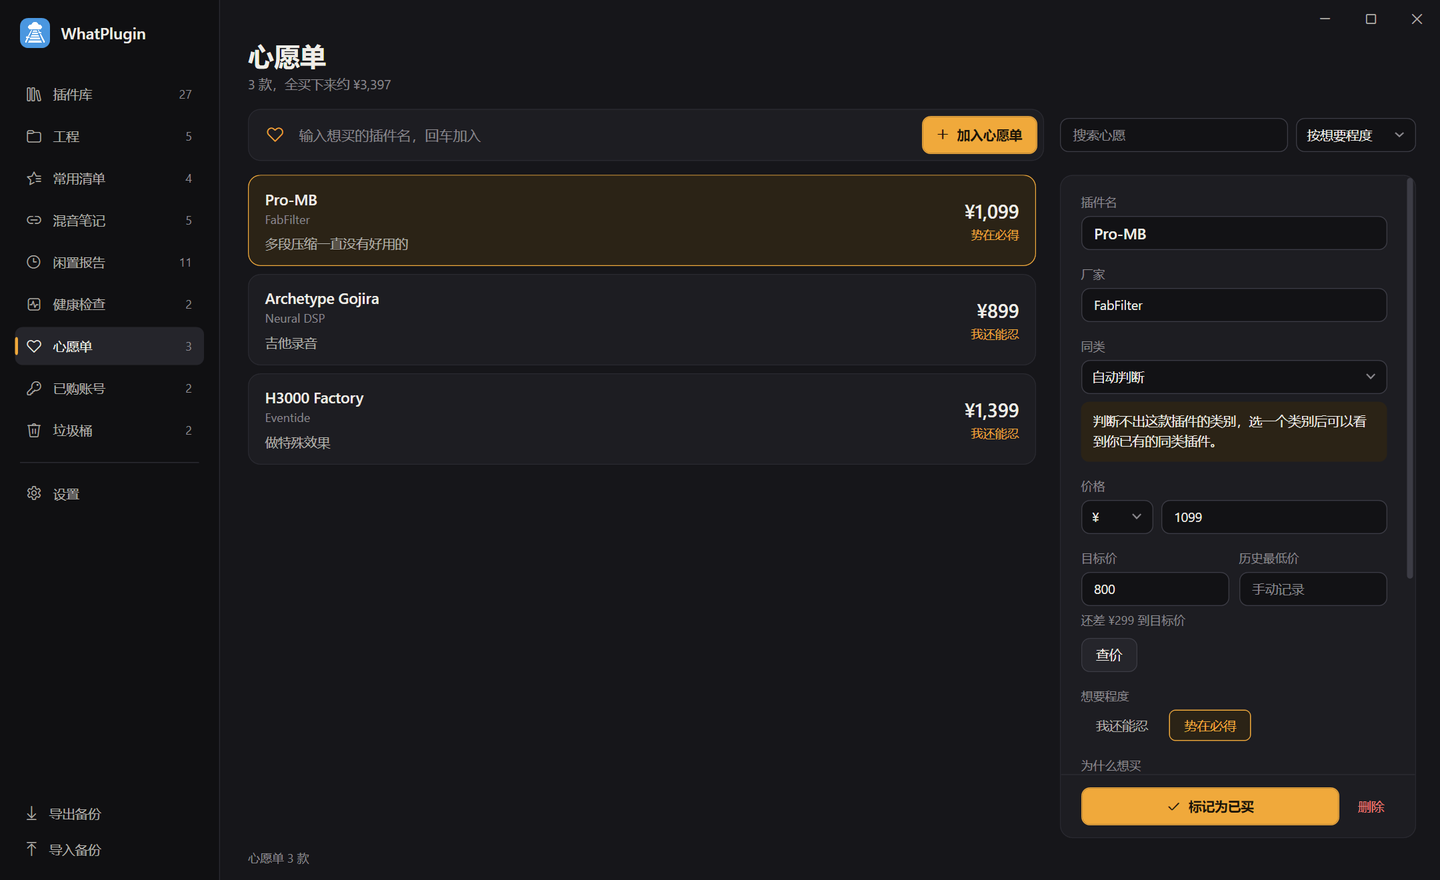 WhatPlugin
插件库 27
工程 5
常用清单 4
混音笔记 5
闲置报告 11
健康检查 2
心愿单 3
已购账号 2
垃圾桶 2
设置
导出备份
导入备份
心愿单
3 款，全买下来约 ¥3,397
输入想买的插件名，回车加入
加入心愿单
搜索心愿
按想要程度
Pro-MB
FabFilter
多段压缩一直没有好用的
¥1,099
势在必得
Archetype Gojira
Neural DSP
吉他录音
¥899
我还能忍
H3000 Factory
Eventide
做特殊效果
¥1,399
我还能忍
心愿单 3 款
插件名
Pro-MB
厂家
FabFilter
同类
自动判断
判断不出这款插件的类别，选一个类别后可以看
到你已有的同类插件。
价格
¥ 1099
目标价 历史最低价
800 手动记录
还差 ¥299 到目标价
查价
想要程度
我还能忍 势在必得
为什么想买
标记为已买 删除